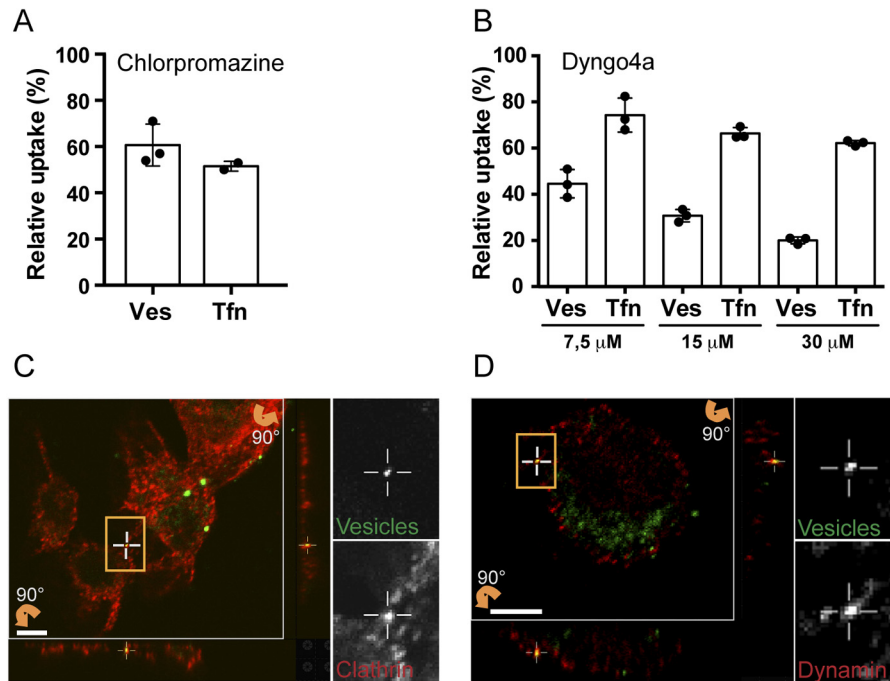 A
Chlorpromazine
Relative uptake (%)
100
80
60
40
20
0
Ves Tfn
B
Dyngo4a
Relative uptake (%)
100
80
60
40
20
0
Ves Tfn Ves Tfn Ves Tfn
7,5 μM 15 μM 30 μM
C
90°
90°
Vesicles
Clathrin
D
90°
90°
Vesicles
Dynamin